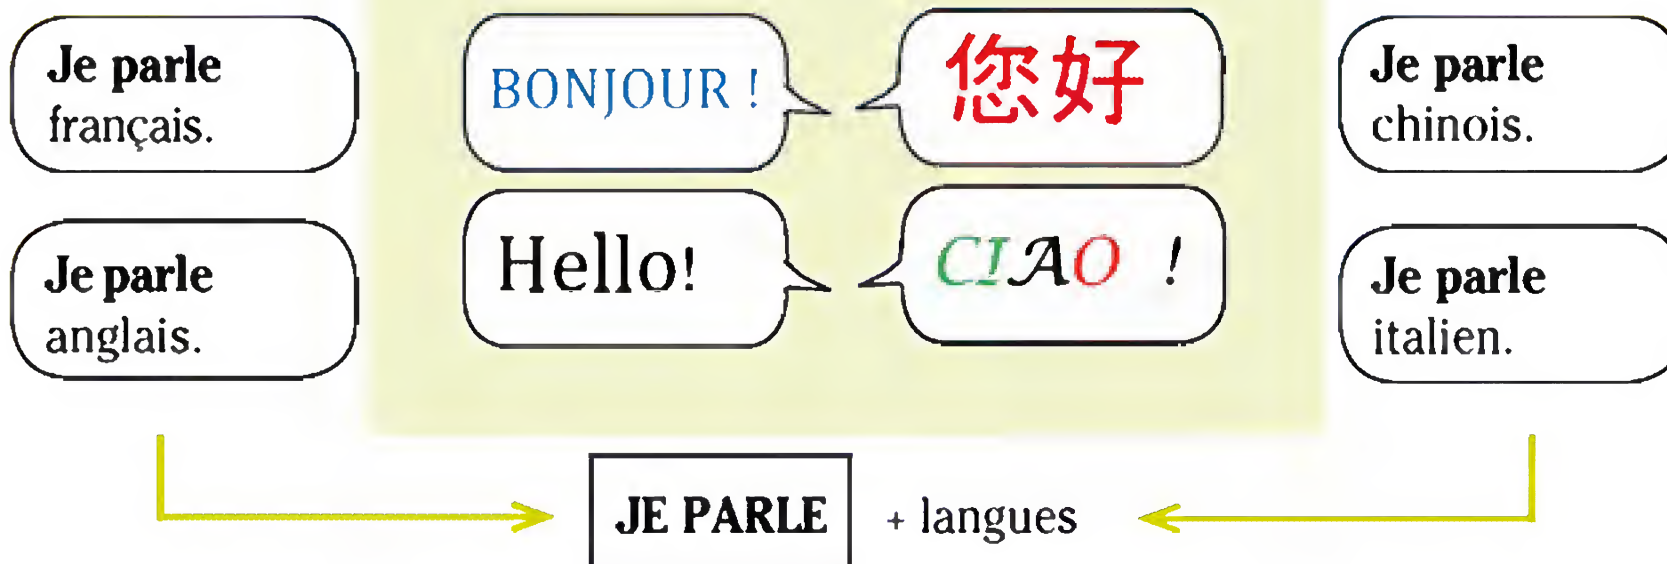 Je parle
français.
BONJOUR !
您好
Je parle
chinois.
Je parle
anglais.
Hello!
CIAO !
Je parle
italien.
JE PARLE + langues